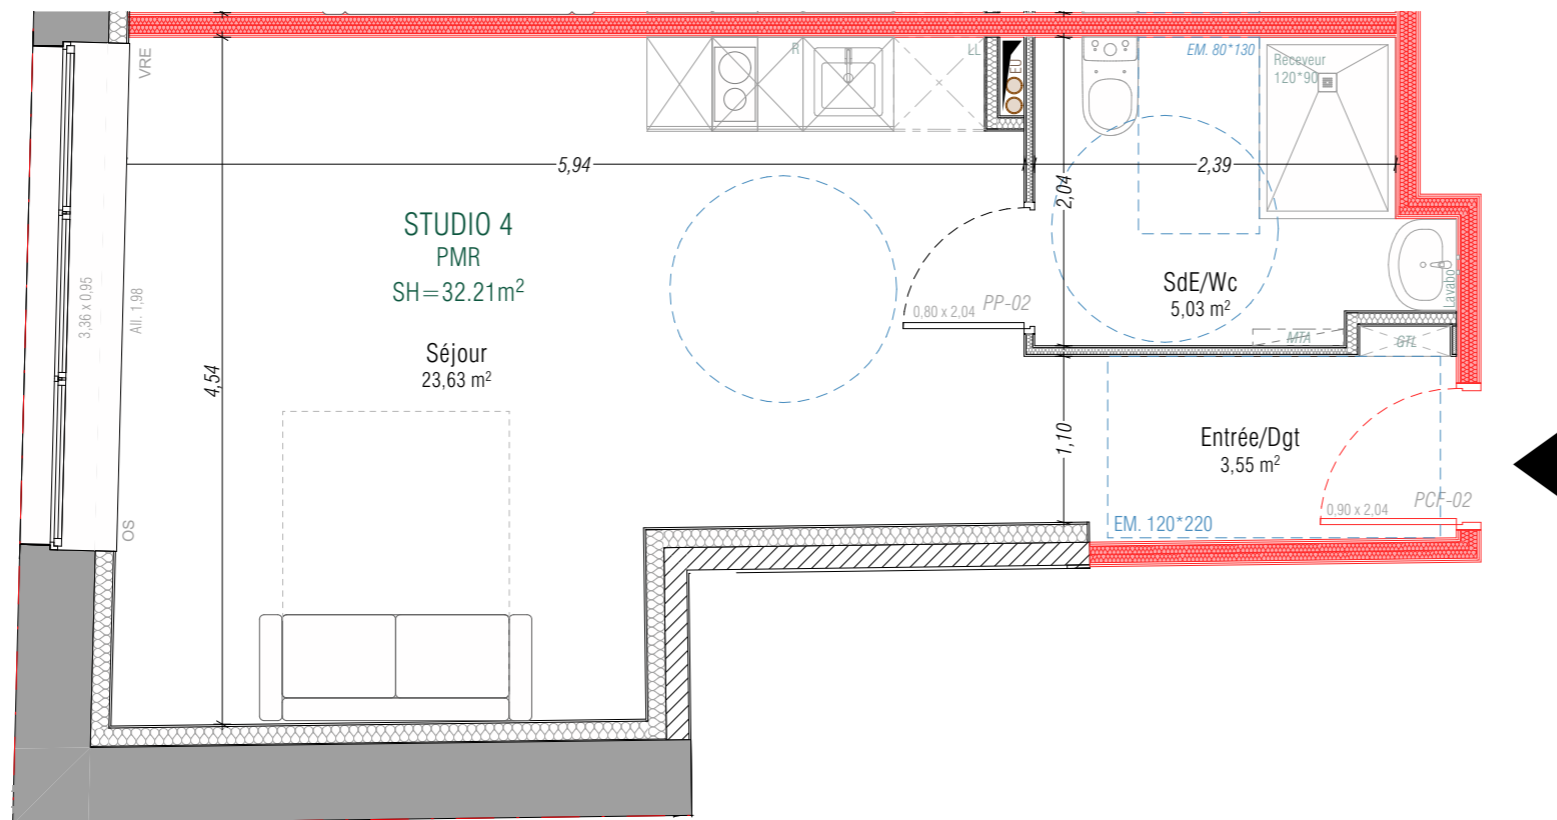 VRE
R
LL
EU
EM. 80*130
Receveur
120*90
5,94
2,04
2,39
STUDIO 4
PMR
SH=32.21m²
3,36 x 0,95
All. 1,98
0,80 x 2,04
PP-02
SdE/Wc
5,03 m²
Lavabo
MTA
GTL
Séjour
23,63 m²
4,54
1,10
Entrée/Dgt
3,55 m²
EM. 120*220
0,90 x 2,04
PCF-02
OS